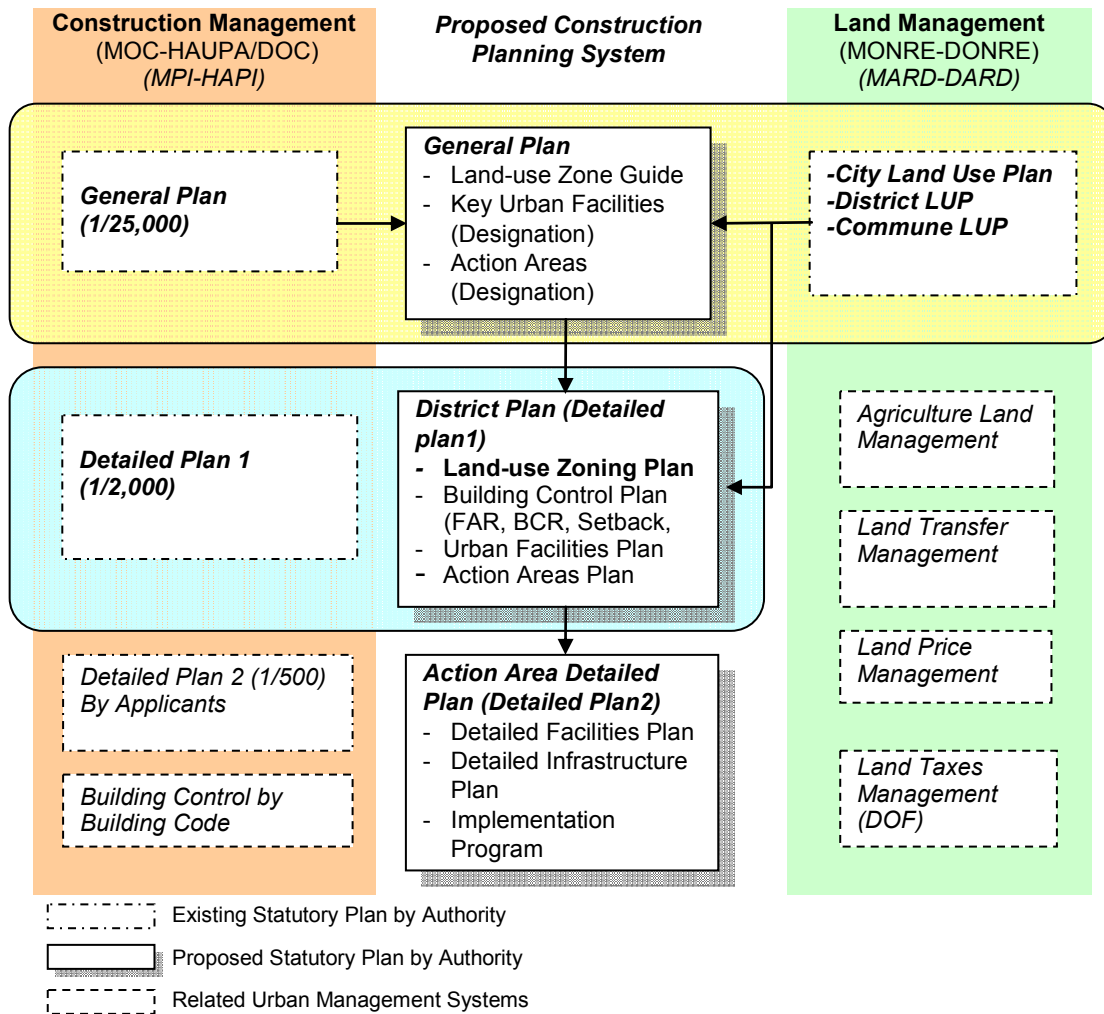 Construction Management
(MOC-HAUPA/DOC)
(MPI-HAPI)
Proposed Construction
Planning System
Land Management
(MONRE-DONRE)
(MARD-DARD)
General Plan
(1/25,000)
General Plan
- Land-use Zone Guide
- Key Urban Facilities
(Designation)
- Action Areas
(Designation)
-City Land Use Plan
-District LUP
-Commune LUP
Detailed Plan 1
(1/2,000)
District Plan (Detailed
plan1)
- Land-use Zoning Plan
- Building Control Plan
(FAR, BCR, Setback,
- Urban Facilities Plan
- Action Areas Plan
Agriculture Land
Management
Land Transfer
Management
Land Price
Management
Land Taxes
Management
(DOF)
Detailed Plan 2 (1/500)
By Applicants
Building Control by
Building Code
Action Area Detailed
Plan (Detailed Plan2)
- Detailed Facilities Plan
- Detailed Infrastructure
Plan
- Implementation
Program
Existing Statutory Plan by Authority
Proposed Statutory Plan by Authority
Related Urban Management Systems